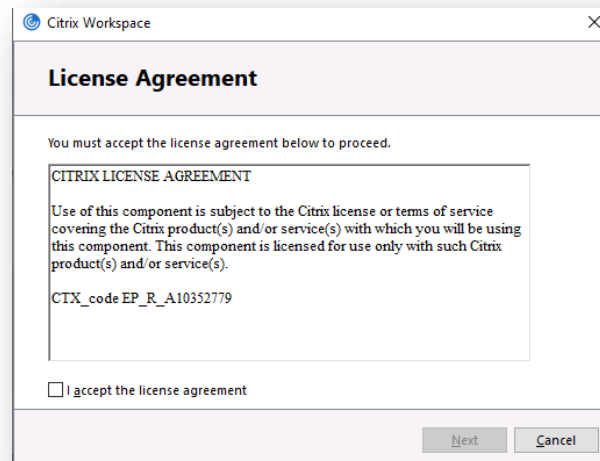 Citrix Workspace
License Agreement
You must accept the license agreement below to proceed.
CITRIX LICENSE AGREEMENT
Use of this component is subject to the Citrix license or terms of service
covering the Citrix product(s) and/or service(s) with which you will be using
this component. This component is licensed for use only with such Citrix
product(s) and/or service(s).
CTX_code EP_R_A10352779
I accept the license agreement
Next Cancel